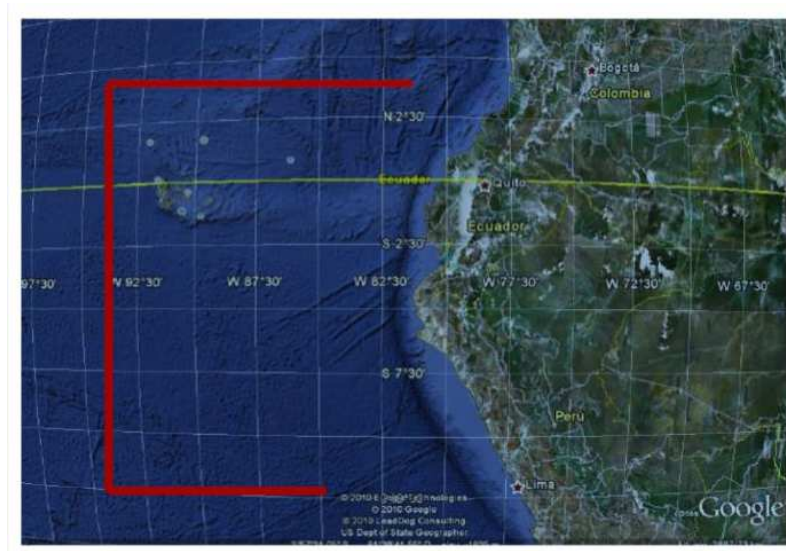 Bogotá
Colombia
N 2°30'
Ecuador
Quito
Ecuador
S 2°30'
97°30'
W 92°30'
W 87°30'
W 82°30'
W 77°30'
W 72°30'
W 67°30'
S 7°30'
Perú
Lima
© 2010 Google
© 2010 LeadDog Consulting
US Dept of State Geographer
Google